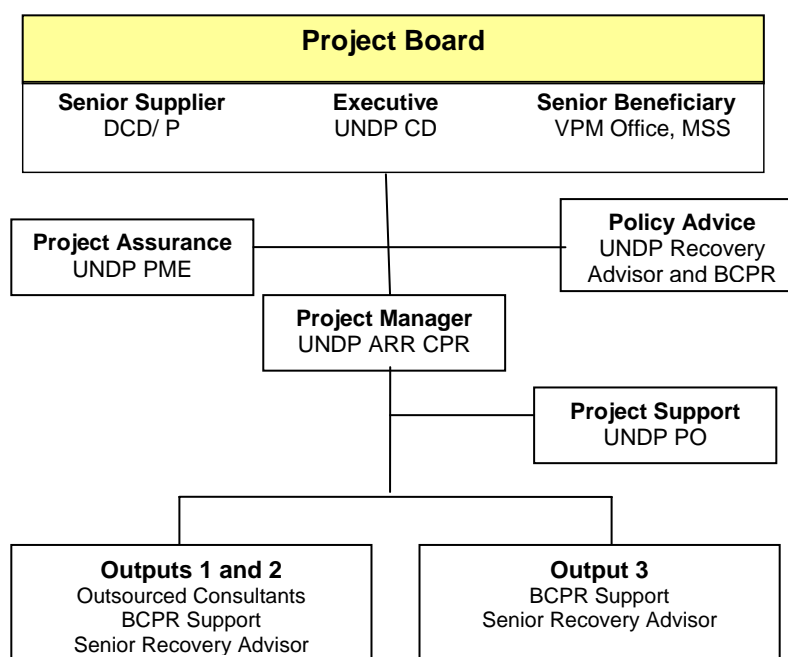 Project Board
Senior Supplier
DCD/ P
Executive
UNDP CD
Senior Beneficiary
VPM Office, MSS
Project Assurance
UNDP PME
Policy Advice
UNDP Recovery
Advisor and BCPR
Project Manager
UNDP ARR CPR
Project Support
UNDP PO
Outputs 1 and 2
Outsourced Consultants
BCPR Support
Senior Recovery Advisor
Output 3
BCPR Support
Senior Recovery Advisor